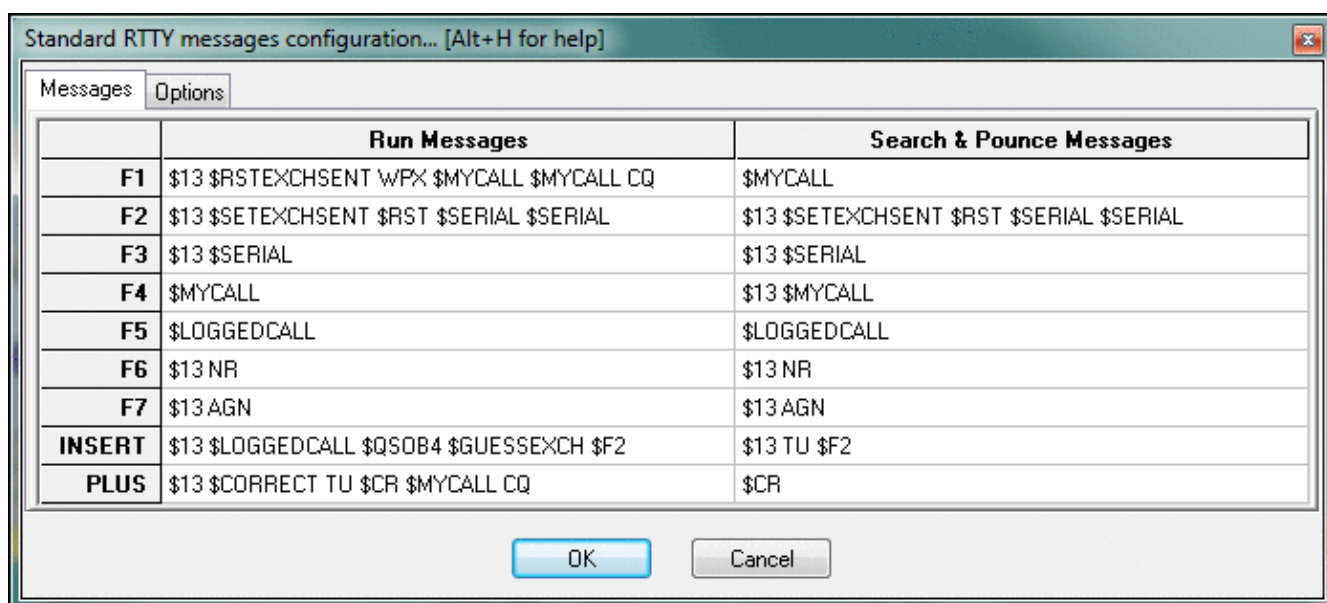 Standard RTTY messages configuration... [Alt+H for help]
Messages Options
Run Messages Search & Pounce Messages
F1 $13 $RSTEXCHSENT WPX $MYCALL $MYCALL CQ $MYCALL
F2 $13 $SETEXCHSENT $RST $SERIAL $SERIAL $13 $SETEXCHSENT $RST $SERIAL $SERIAL
F3 $13 $SERIAL $13 $SERIAL
F4 $MYCALL $13 $MYCALL
F5 $LOGGEDCALL $LOGGEDCALL
F6 $13 NR $13 NR
F7 $13 AGN $13 AGN
INSERT $13 $LOGGEDCALL $QSOB4 $GUESSEXCH $F2 $13 TU $F2
PLUS $13 $CORRECT TU $CR $MYCALL CQ $CR
OK Cancel